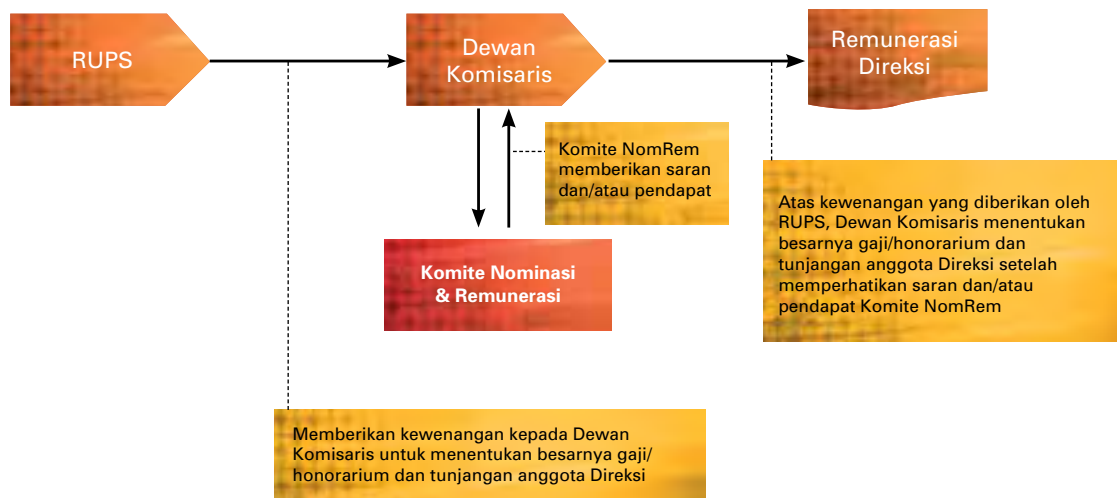 RUPS
Dewan
Komisaris
Remunerasi
Direksi
Komite NomRem
memberikan saran
dan/atau pendapat
Komite Nominasi
& Remunerasi
Atas kewenangan yang diberikan oleh
RUPS, Dewan Komisaris menentukan
besarnya gaji/honorarium dan
tunjangan anggota Direksi setelah
memperhatikan saran dan/atau
pendapat Komite NomRem
Memberikan kewenangan kepada Dewan
Komisaris untuk menentukan besarnya gaji/
honorarium dan tunjangan anggota Direksi